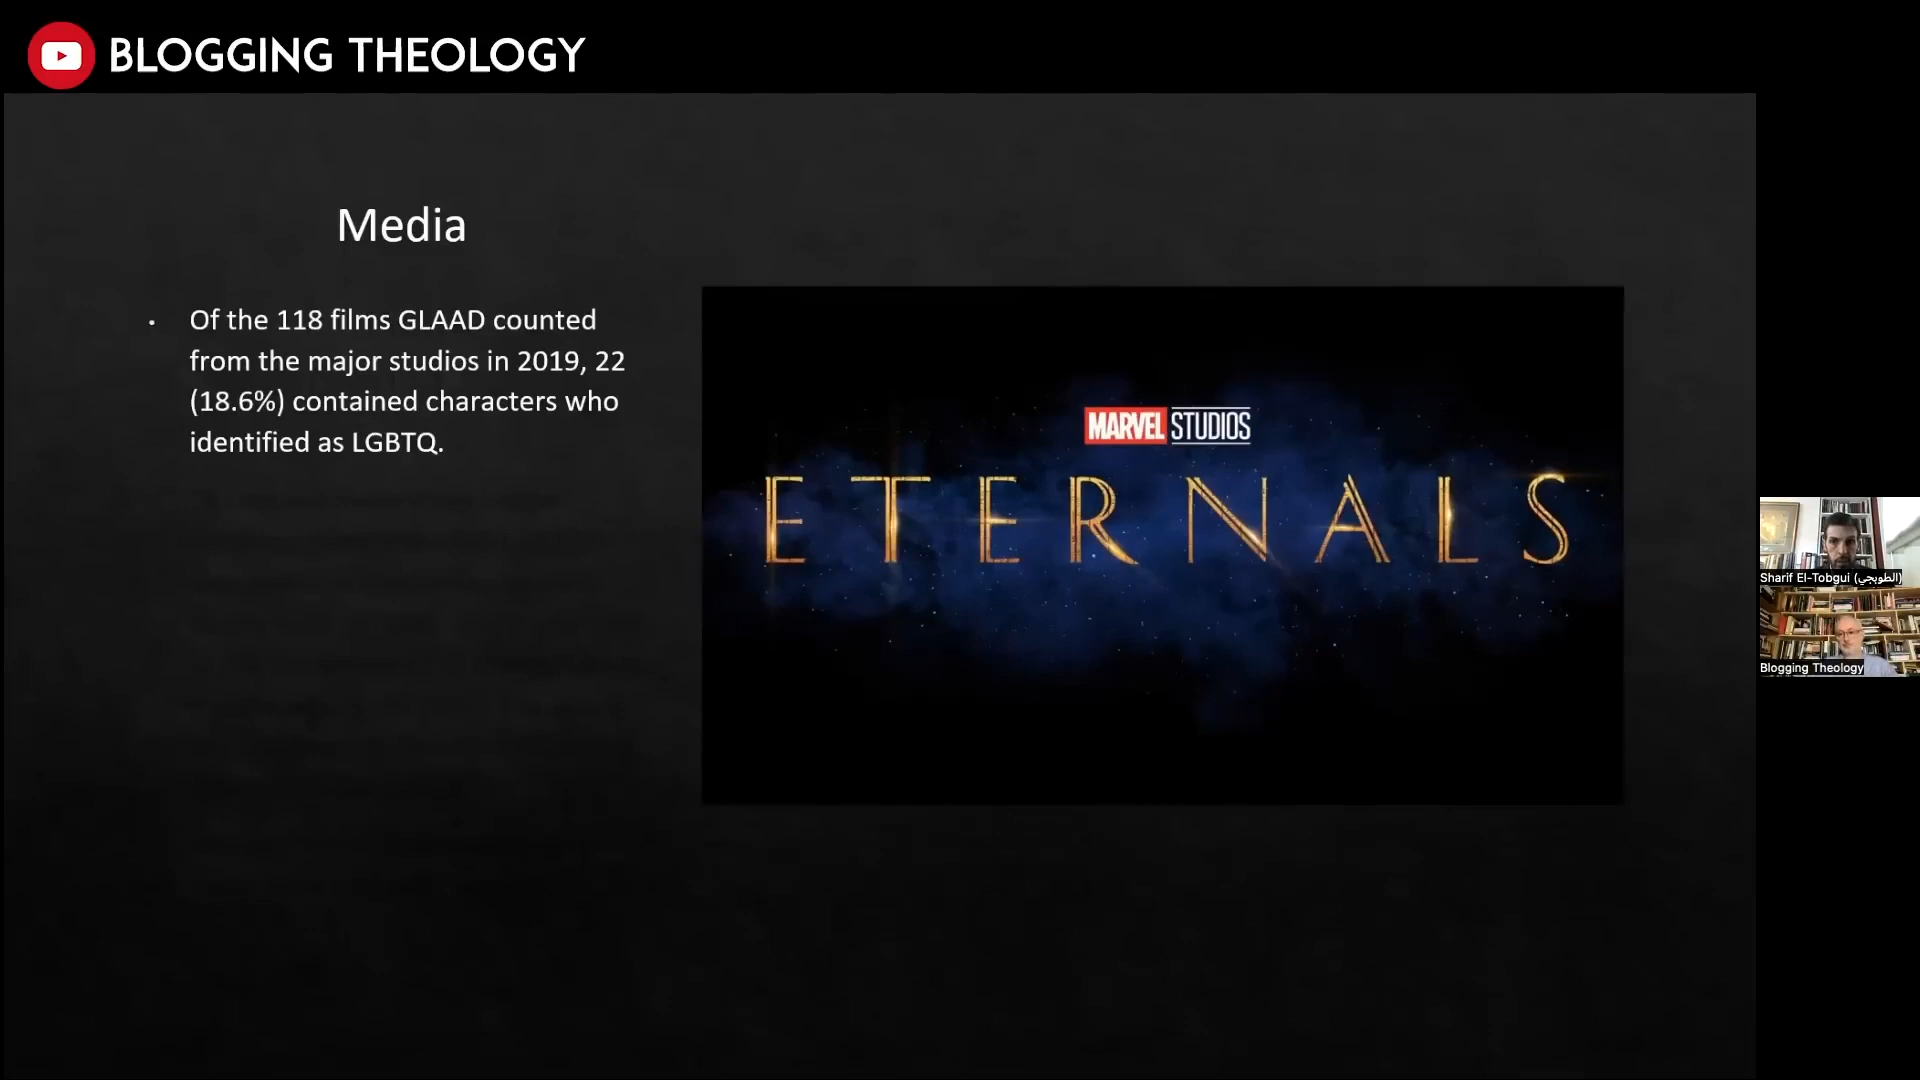 BLOGGING THEOLOGY
Media
• Of the 118 films GLAAD counted
from the major studios in 2019, 22
(18.6%) contained characters who
identified as LGBTQ.
MARVEL STUDIOS
ETERNALS
Sharif El-Tobgui (الطوبجي)
Blogging Theology